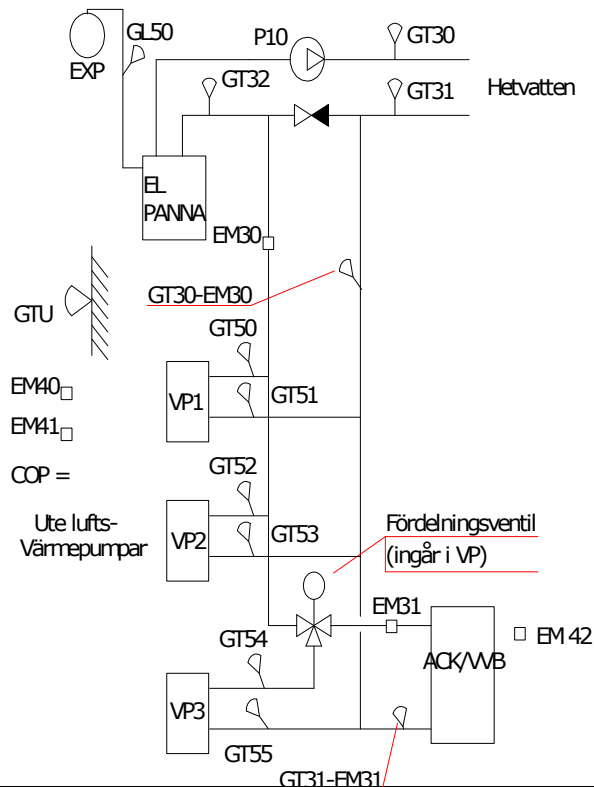 GL50
P10
GT30
EXP
GT32
GT31
Hetvatten
EL
PANNA
EM30
GT30-EM30
GTU
GT50
EM40
VP1
GT51
EM41
COP =
GT52
Ute lufts-
Värmepumpar
VP2
GT53
Fördelningsventil
(ingår i VP)
EM31
EM 42
GT54
ACK/VVB
VP3
GT55
GT31-EM31